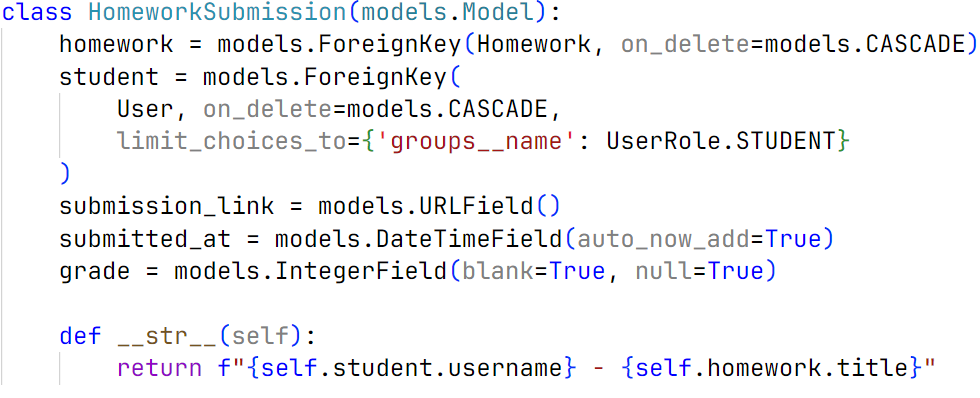 class HomeworkSubmission(models.Model):
    homework = models.ForeignKey(Homework, on_delete=models.CASCADE)
    student = models.ForeignKey(
        User, on_delete=models.CASCADE,
        limit_choices_to={'groups__name': UserRole.STUDENT}
    )
    submission_link = models.URLField()
    submitted_at = models.DateTimeField(auto_now_add=True)
    grade = models.IntegerField(blank=True, null=True)

    def __str__(self):
        return f"{self.student.username} - {self.homework.title}"